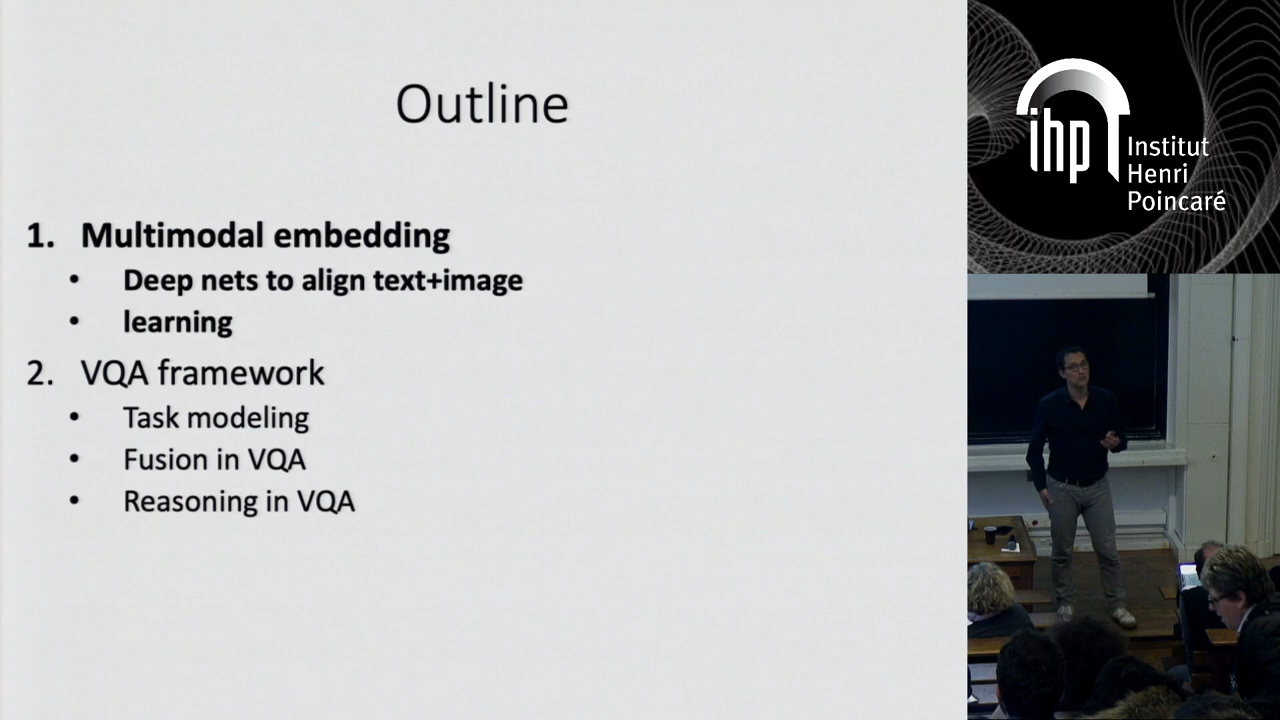 Outline
1. Multimodal embedding
• Deep nets to align text+image
• learning
2. VQA framework
• Task modeling
• Fusion in VQA
• Reasoning in VQA
ihp Institut
Henri
Poincaré